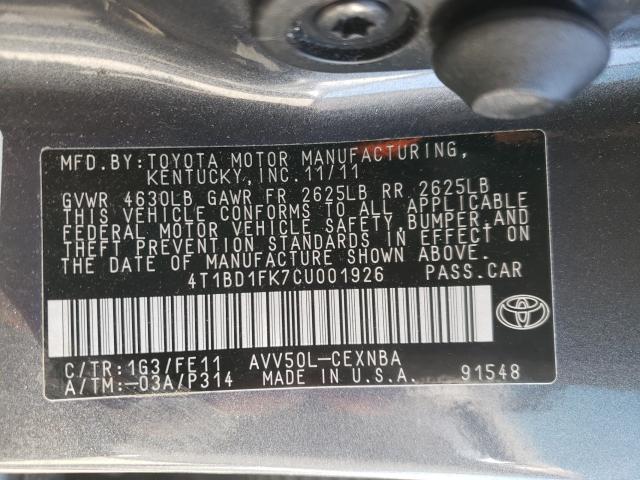 MFD.BY: TOYOTA MOTOR MANUFACTURING,
KENTUCKY, INC. 11/11
GVWR 4630LB GAWR FR 2625LB RR 2625LB
THIS VEHICLE CONFORMS TO ALL APPLICABLE
FEDERAL MOTOR VEHICLE SAFETY, BUMPER, AND
THEFT PREVENTION STANDARDS IN EFFECT ON
THE DATE OF MANUFACTURE SHOWN ABOVE.
4T1BD1FK7CU001926 PASS.CAR
C/TR:1G3/FE11 AVV50L-CEXNBA
A/TM:-03A/P314 MADE IN U.S.A. 91548